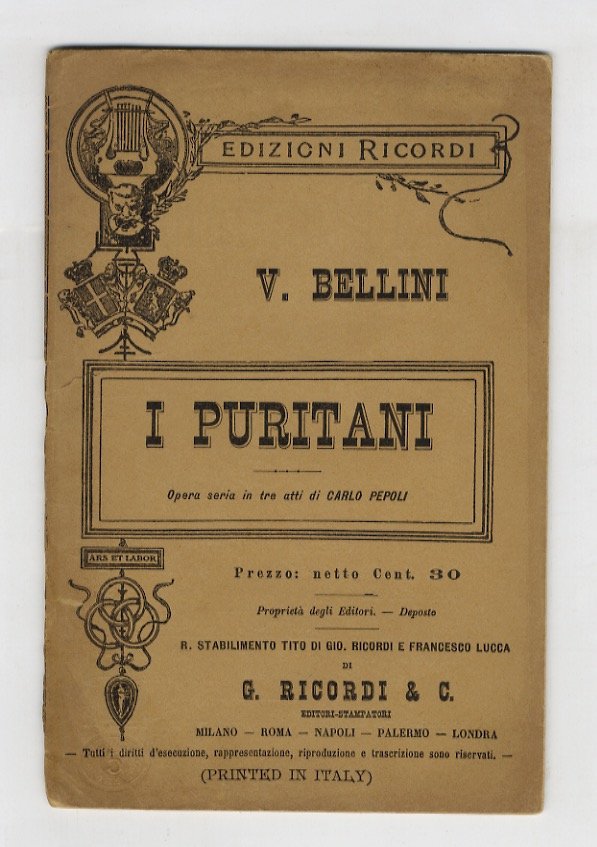 EDIZIONI RICORDI
V. BELLINI
I PURITANI
Opera seria in tre atti di CARLO PEPOLI
ARS ET LABOR
Prezzo: netto Cent. 30
Proprietà degli Editori. — Deposto
R. STABILIMENTO TITO DI GIO. RICORDI E FRANCESCO LUCCA
DI
G. RICORDI & C.
EDITORI-STAMPATORI
MILANO — ROMA — NAPOLI — PALERMO — LONDRA
— Tutti i diritti d'esecuzione, rappresentazione, riproduzione e trascrizione sono riservati. —
(PRINTED IN ITALY)